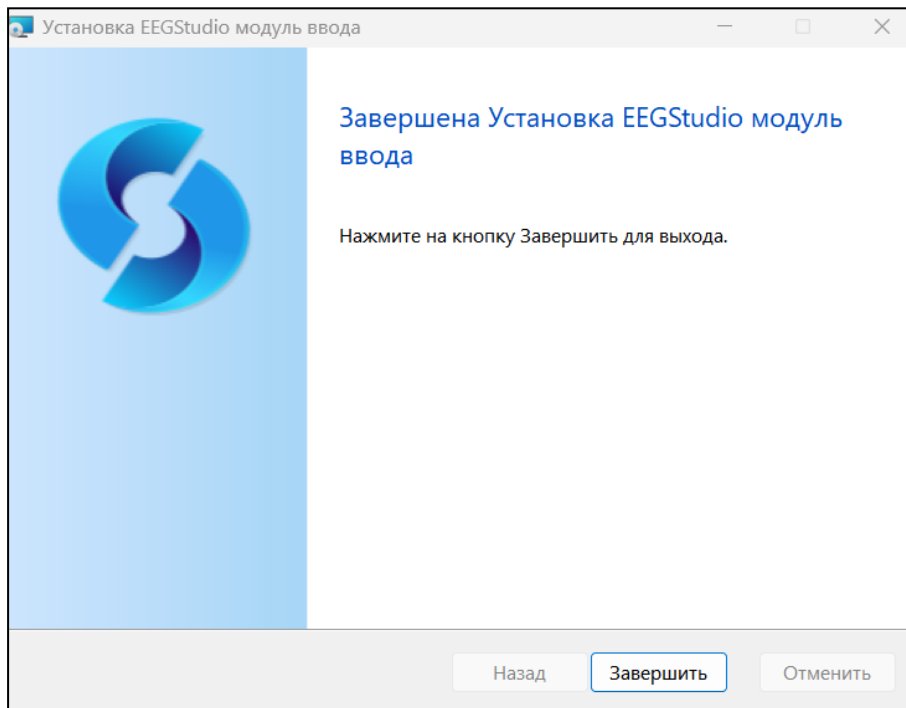 Установка EEGStudio модуль ввода
Завершена Установка EEGStudio модуль
ввода
Нажмите на кнопку Завершить для выхода.
Назад
Завершить
Отменить